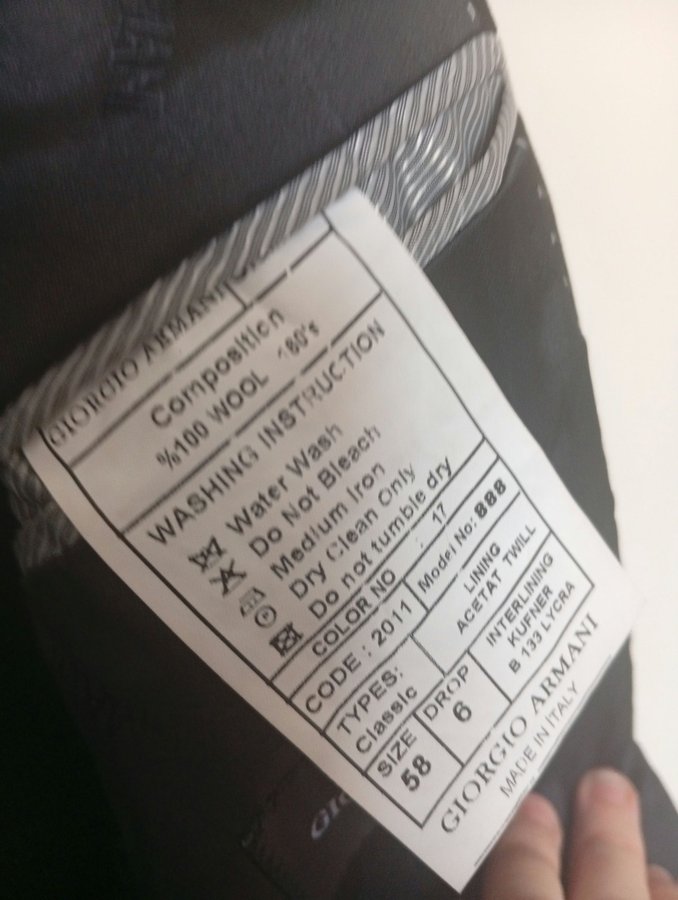 GIORGIO ARMANI
Composition
%100 WOOL 180's
WASHING INSTRUCTION
Water Wash
Do Not Bleach
Medium Iron
Dry Clean Only
Do not tumble dry
COLOR NO : 17
CODE : 2011 Model No: 888
TYPES:
Classic
LINING
ACETAT TWILL
SIZE
58
DROP
6
INTERLINING
KUFNER
B 133 LYCRA
GIORGIO ARMANI
MADE IN ITALY